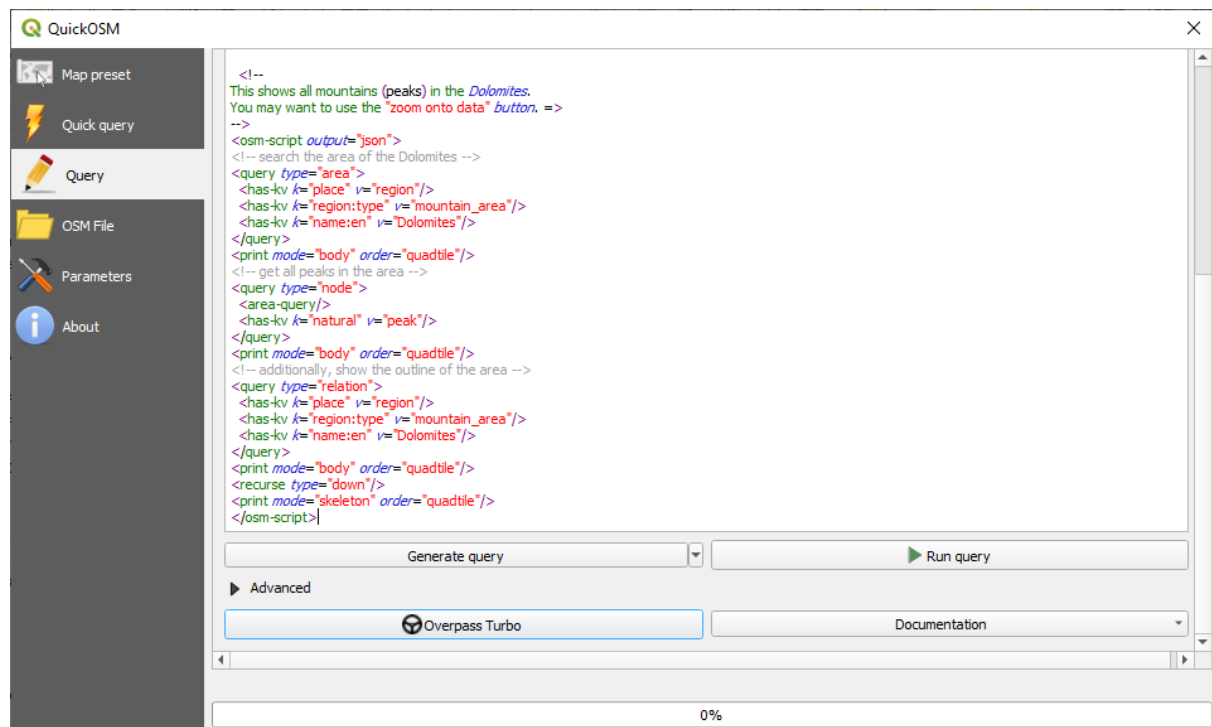 QuickOSM
Map preset
Quick query
Query
OSM File
Parameters
About
<!--
This shows all mountains (peaks) in the Dolomites.
You may want to use the "zoom onto data" button. =>
-->
<osm-script output="json">
<!-- search the area of the Dolomites -->
<query type="area">
<has-kv k="place" v="region"/>
<has-kv k="region:type" v="mountain_area"/>
<has-kv k="name:en" v="Dolomites"/>
</query>
<print mode="body" order="quadtile"/>
<!-- get all peaks in the area -->
<query type="node">
<area-query/>
<has-kv k="natural" v="peak"/>
</query>
<print mode="body" order="quadtile"/>
<!-- additionally, show the outline of the area -->
<query type="relation">
<has-kv k="place" v="region"/>
<has-kv k="region:type" v="mountain_area"/>
<has-kv k="name:en" v="Dolomites"/>
</query>
<print mode="body" order="quadtile"/>
<recurse type="down"/>
<print mode="skeleton" order="quadtile"/>
</osm-script>
Generate query
Run query
Advanced
Overpass Turbo
Documentation
0%